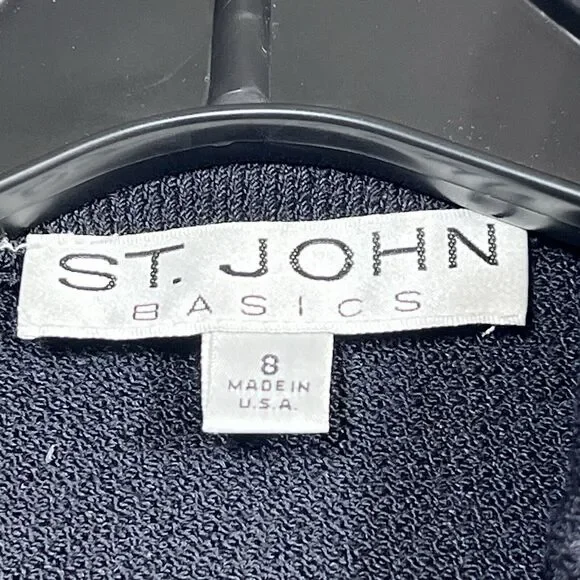 ST. JOHN
BASICS
8
MADE IN
U.S.A.